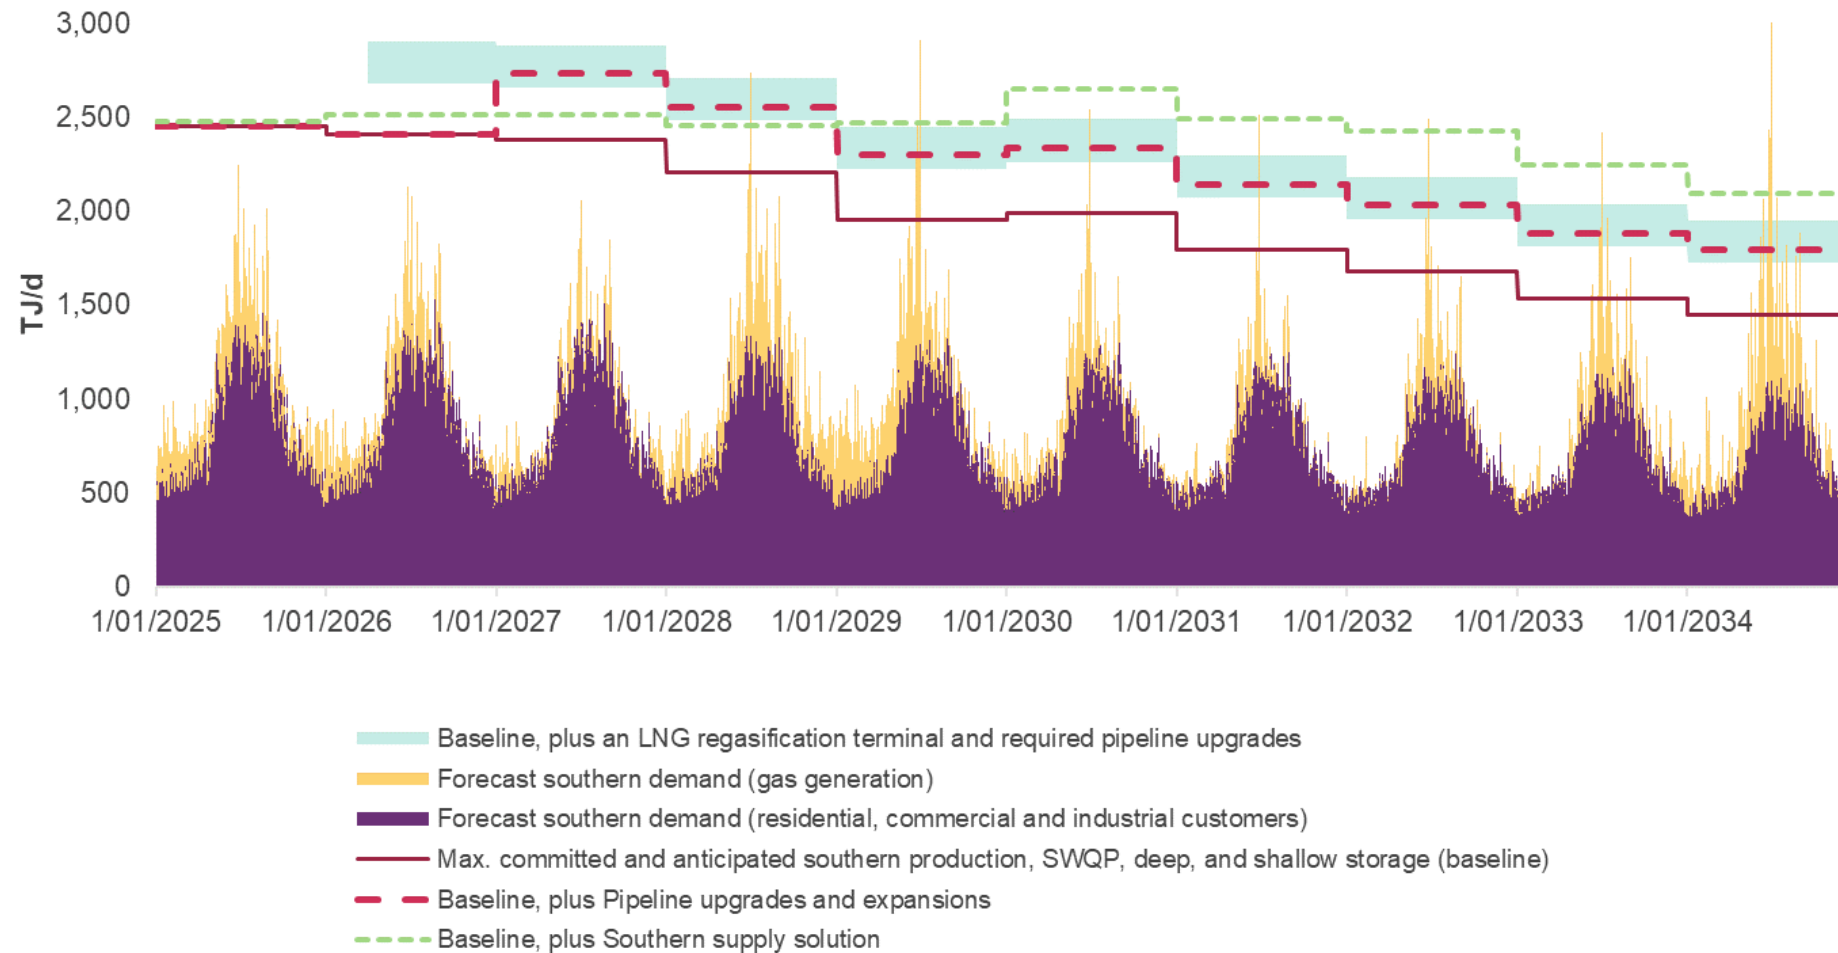 3,000
2,500
2,000
1,500
1,000
500
0
TJ/d
1/01/2025 1/01/2026 1/01/2027 1/01/2028 1/01/2029 1/01/2030 1/01/2031 1/01/2032 1/01/2033 1/01/2034
Baseline, plus an LNG regasification terminal and required pipeline upgrades
Forecast southern demand (gas generation)
Forecast southern demand (residential, commercial and industrial customers)
Max. committed and anticipated southern production, SWQP, deep, and shallow storage (baseline)
Baseline, plus Pipeline upgrades and expansions
Baseline, plus Southern supply solution